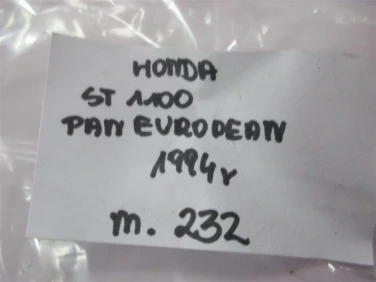 HONDA
ST 1100
PAN EUROPEAN
1994r
m. 232